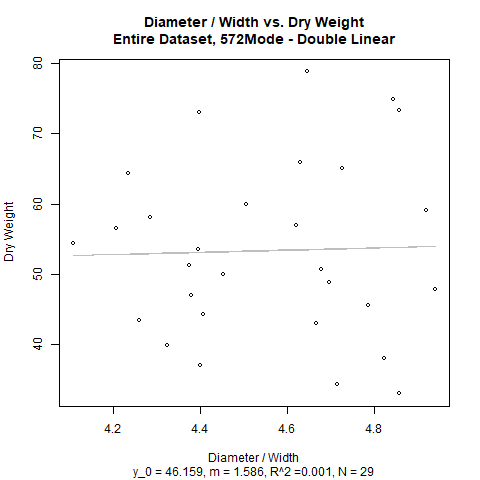 Diameter / Width vs. Dry Weight
Entire Dataset, 572Mode - Double Linear
80
70
60
50
40
Dry Weight
4.2 4.4 4.6 4.8
Diameter / Width
y_0 = 46.159, m = 1.586, R^2 =0.001, N = 29